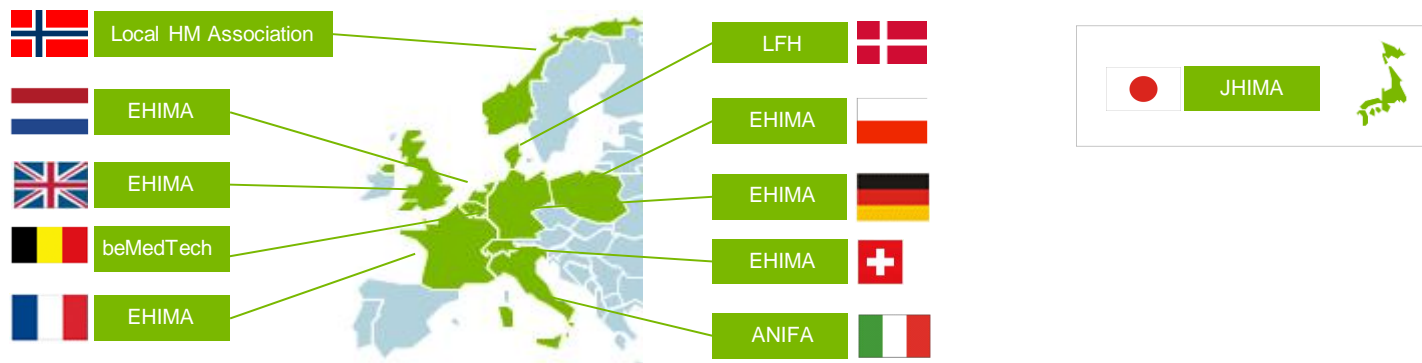 Local HM Association
EHIMA
EHIMA
beMedTech
EHIMA
LFH
EHIMA
EHIMA
EHIMA
ANIFA
JHIMA